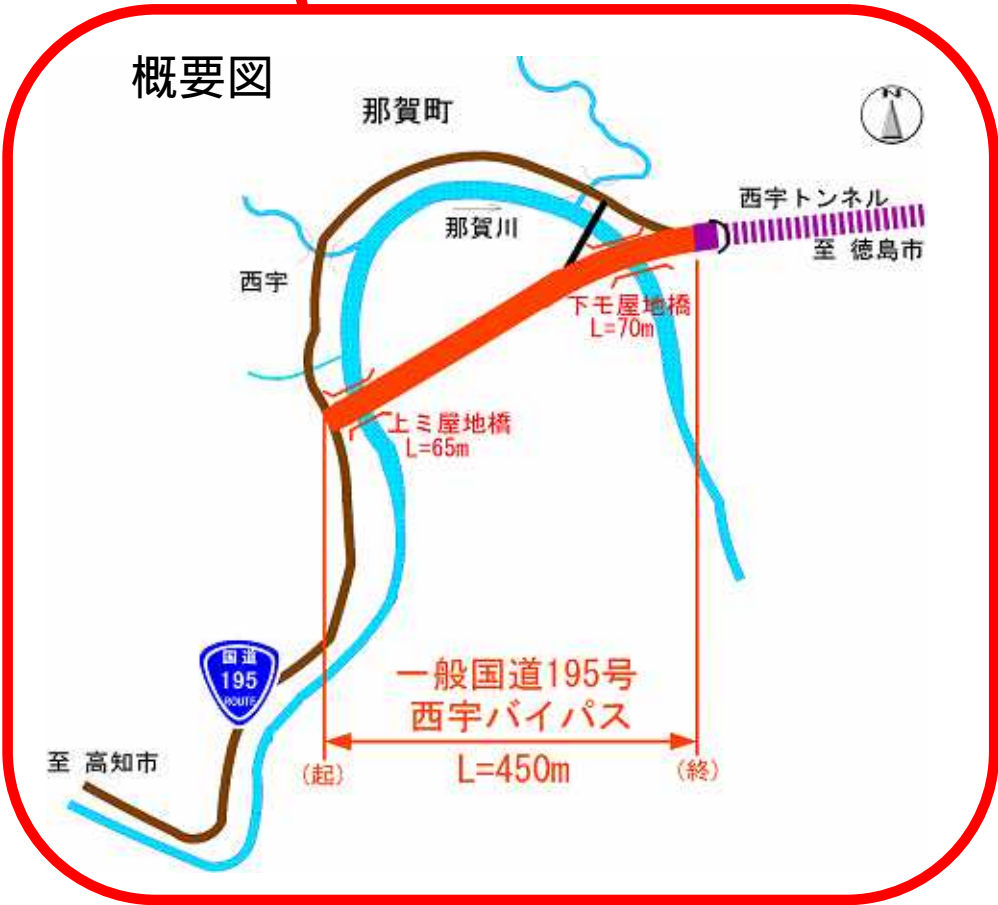 概要図
那賀町
N
西宇トンネル
那賀川
至 徳島市
西宇
下モ屋地橋
L=70m
上ミ屋地橋
L=65m
国道
195
ROUTE
一般国道195号
西宇バイパス
至 高知市
(起)
L=450m
(終)